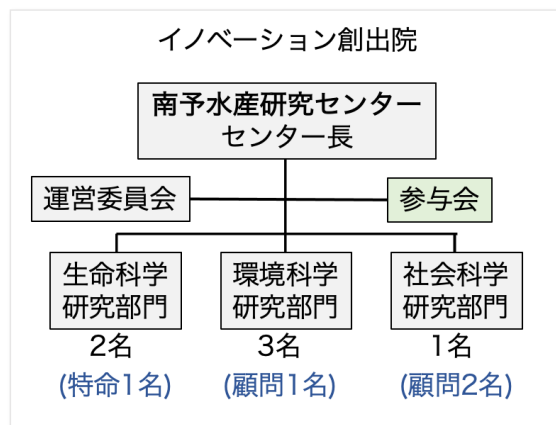 イノベーション創出院
南予水産研究センター
センター長
運営委員会
参与会
生命科学
研究部門
環境科学
研究部門
社会科学
研究部門
2名
3名
1名
(特命1名)
(顧問1名)
(顧問2名)